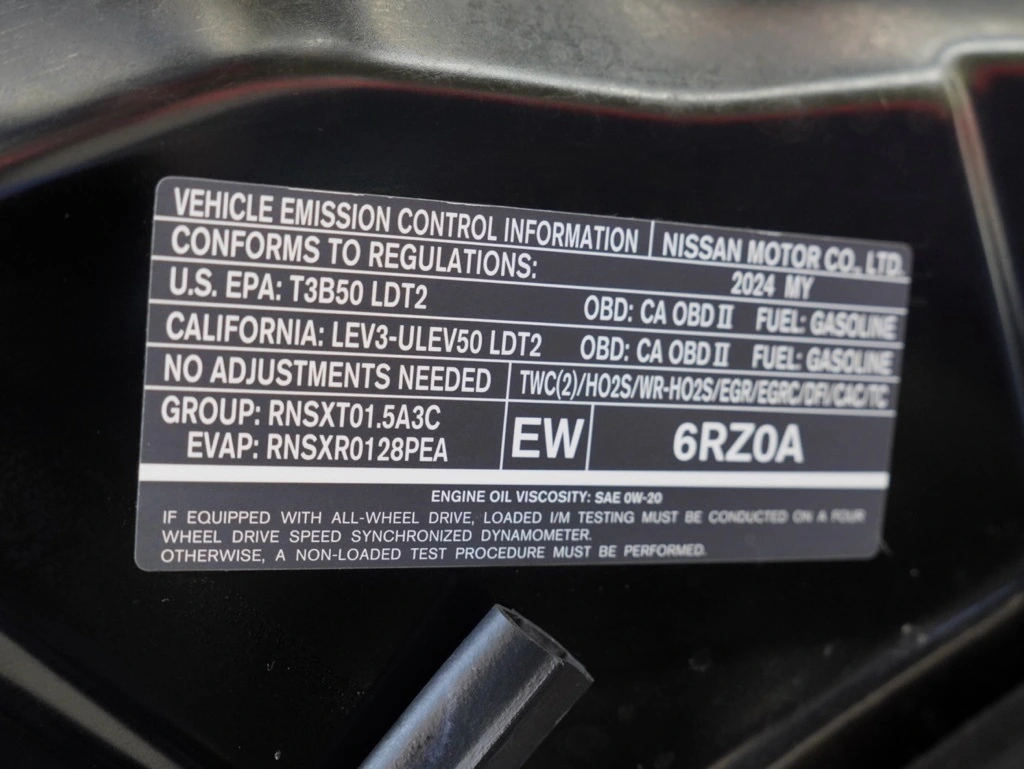 VEHICLE EMISSION CONTROL INFORMATION NISSAN MOTOR CO., LTD.
CONFORMS TO REGULATIONS: 2024 MY
U.S. EPA: T3B50 LDT2 OBD: CA OBD II FUEL: GASOLINE
CALIFORNIA: LEV3-ULEV50 LDT2 OBD: CA OBD II FUEL: GASOLINE
NO ADJUSTMENTS NEEDED TWC(2)/HO2S/WR-HO2S/EGR/EGRC/DFI/CAC/TC
GROUP: RNSXT01.5A3C
EVAP: RNSXR0128PEA
EW
6RZ0A
ENGINE OIL VISCOSITY: SAE 0W-20
IF EQUIPPED WITH ALL-WHEEL DRIVE, LOADED I/M TESTING MUST BE CONDUCTED ON A FOUR
WHEEL DRIVE SPEED SYNCHRONIZED DYNAMOMETER.
OTHERWISE, A NON-LOADED TEST PROCEDURE MUST BE PERFORMED.